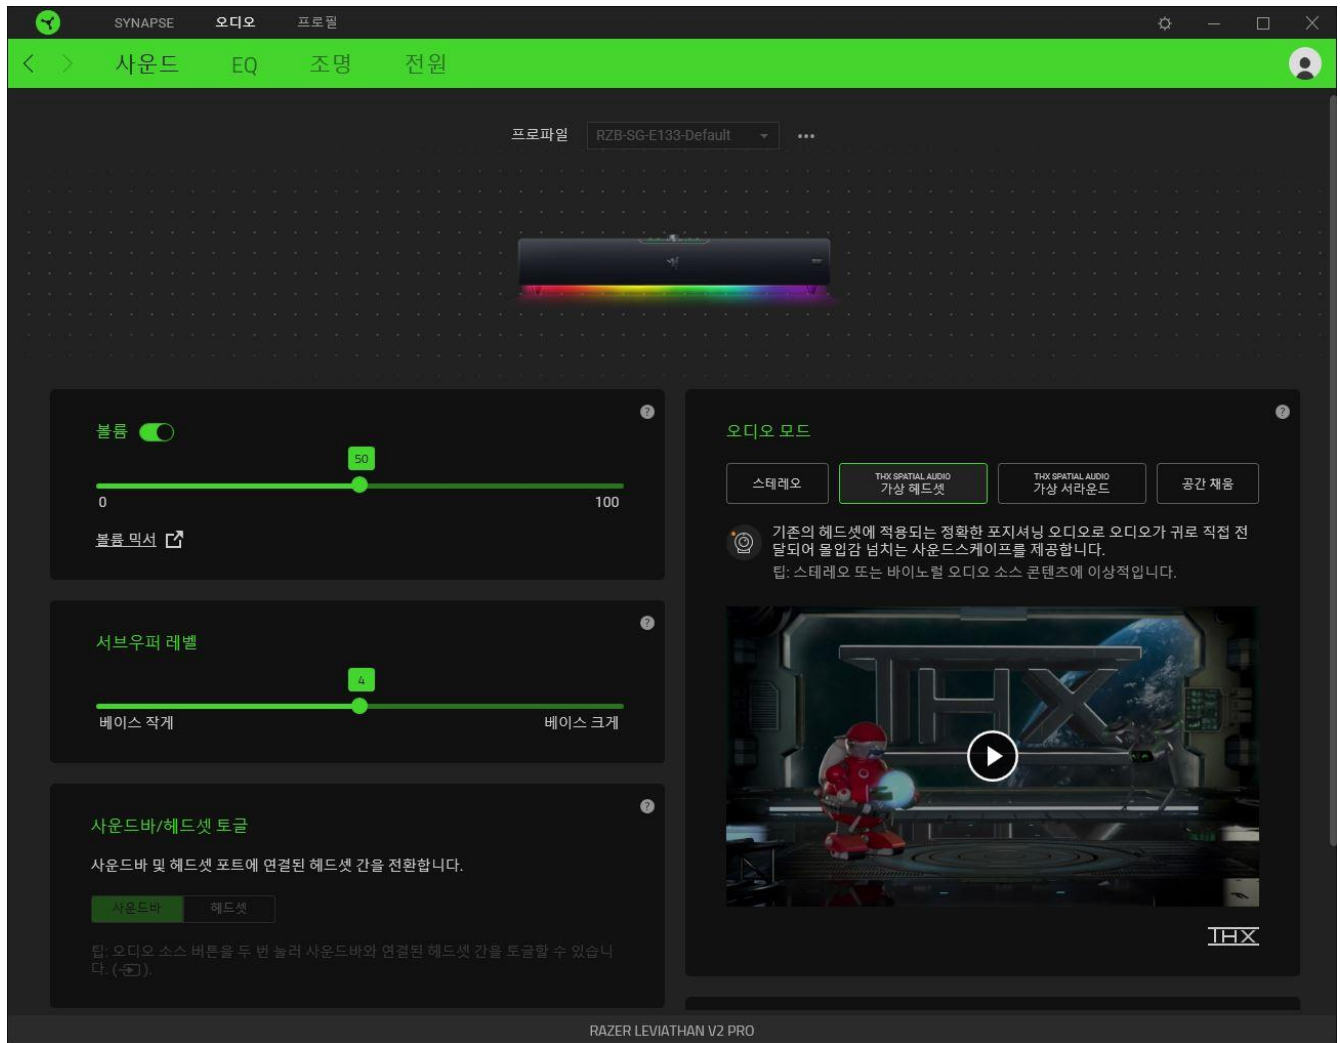 SYNAPSE 오디오 프로필
사운드 EQ 조명 전원
프로파일 RZB-SG-E133-Default
볼륨
50
0 100
볼륨 믹서
서브우퍼 레벨
4
베이스 작게 베이스 크게
사운드바/헤드셋 토글
사운드바 및 헤드셋 포트에 연결된 헤드셋 간을 전환합니다.
사운드바 헤드셋
팁: 오디오 소스 버튼을 두 번 눌러 사운드바와 연결된 헤드셋 간을 토글할 수 있습니
다. ( ).
오디오 모드
스테레오
THX SPATIAL AUDIO
가상 헤드셋
THX SPATIAL AUDIO
가상 서라운드
공간 채움
기존의 헤드셋에 적용되는 정확한 포지셔닝 오디오로 오디오가 귀로 직접 전
달되어 몰입감 넘치는 사운드스케이프를 제공합니다.
팁: 스테레오 또는 바이노럴 오디오 소스 콘텐츠에 이상적입니다.
THX
THX
RAZER LEVIATHAN V2 PRO